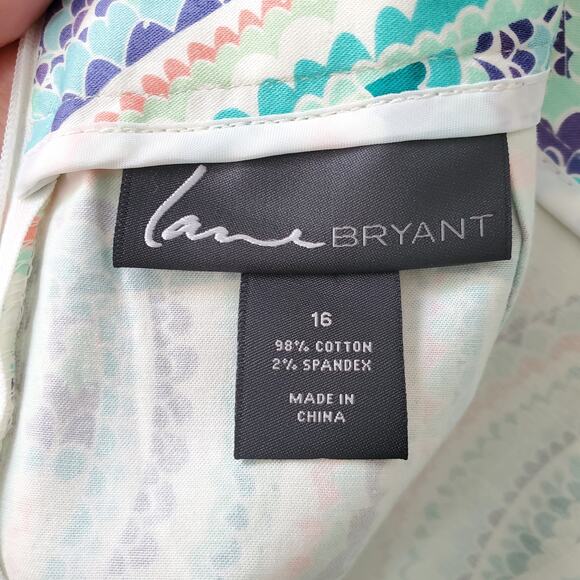 Lane BRYANT
16
98% COTTON
2% SPANDEX
MADE IN
CHINA